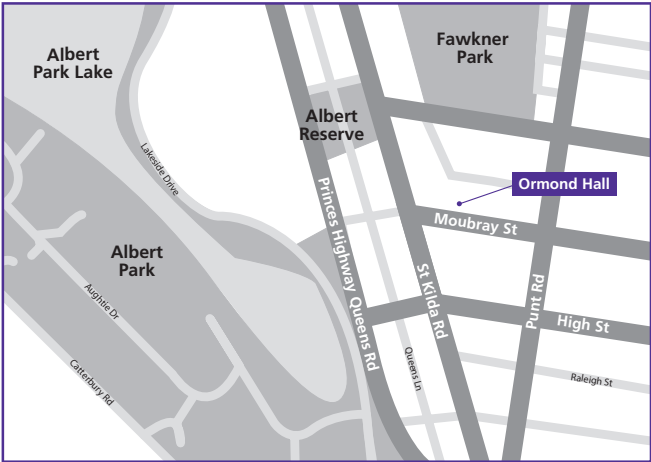 Albert
Park Lake
Fawkner
Park
Albert
Reserve
Lakeside Drive
Ormond Hall
Princes Highway Queens Rd
Moubray St
Albert
Park
St Kilda Rd
Punt Rd
Aughtie Dr
High St
Queens Ln
Raleigh St
Catterbury Rd